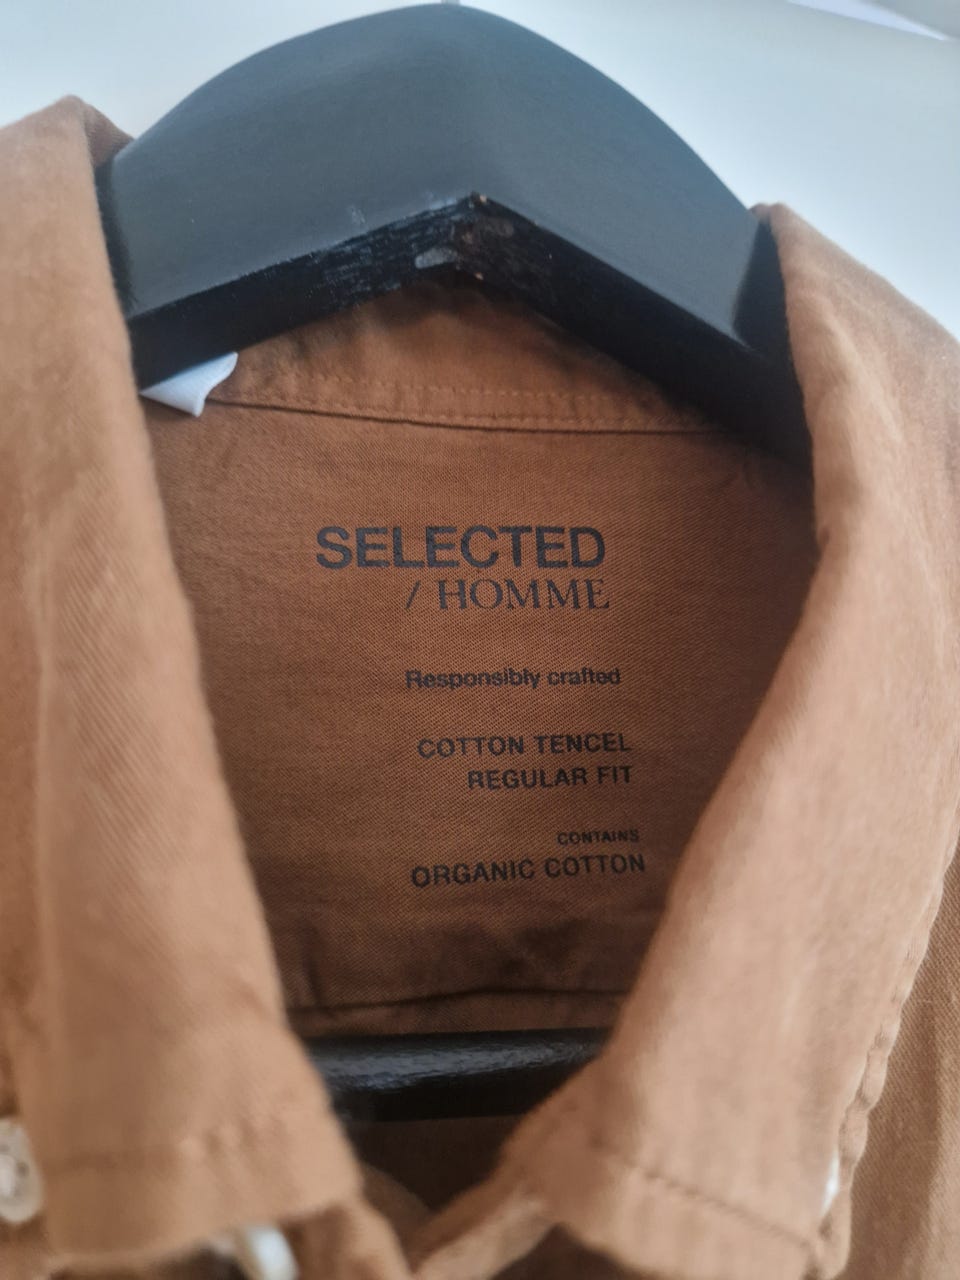 SELECTED
/ HOMME
Responsibly crafted
COTTON TENCEL
REGULAR FIT
CONTAINS
ORGANIC COTTON